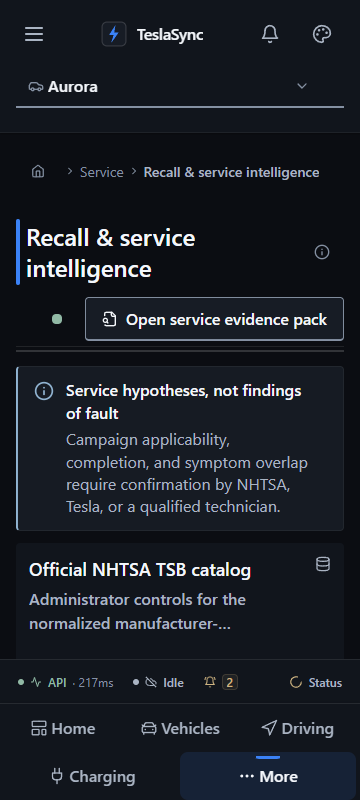 TeslaSync
Aurora
Service
Recall & service intelligence
Recall & service
intelligence
Open service evidence pack
Service hypotheses, not findings
of fault
Campaign applicability,
completion, and symptom overlap
require confirmation by NHTSA,
Tesla, or a qualified technician.
Official NHTSA TSB catalog
Administrator controls for the
normalized manufacturer-...
API · 217ms
Idle
2
Status
Home
Vehicles
Driving
Charging
More